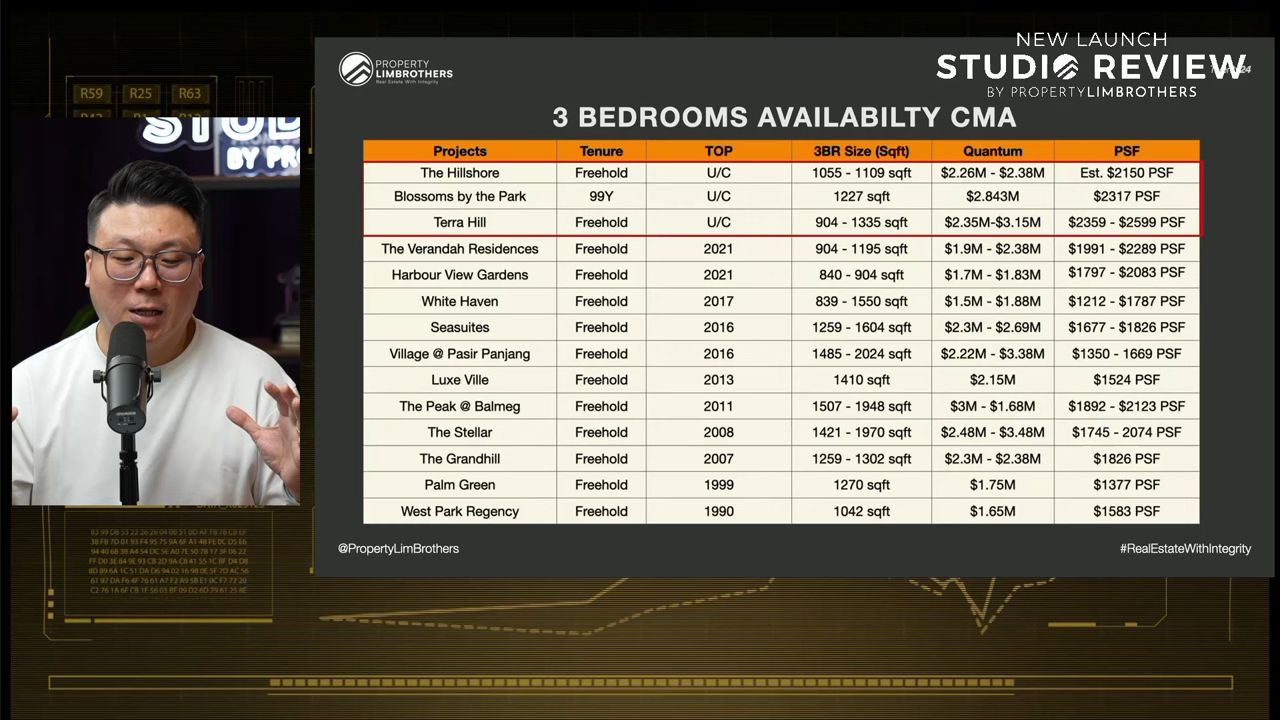 NEW LAUNCH
STUDIO REVIEW
BY PROPERTYLIMBROTHERS
PROPERTY
LIMBROTHERS
Real Estate With Integrity
R59 R25 R63
BY PRO
3 BEDROOMS AVAILABILTY CMA
Projects Tenure TOP 3BR Size (Sqft) Quantum PSF
The Hillshore Freehold U/C 1055 - 1109 sqft $2.26M - $2.38M Est. $2150 PSF
Blossoms by the Park 99Y U/C 1227 sqft $2.843M $2317 PSF
Terra Hill Freehold U/C 904 - 1335 sqft $2.35M-$3.15M $2359 - $2599 PSF
The Verandah Residences Freehold 2021 904 - 1195 sqft $1.9M - $2.38M $1991 - $2289 PSF
Harbour View Gardens Freehold 2021 840 - 904 sqft $1.7M - $1.83M $1797 - $2083 PSF
White Haven Freehold 2017 839 - 1550 sqft $1.5M - $1.88M $1212 - $1787 PSF
Seasuites Freehold 2016 1259 - 1604 sqft $2.3M - $2.69M $1677 - $1826 PSF
Village @ Pasir Panjang Freehold 2016 1485 - 2024 sqft $2.22M - $3.38M $1350 - 1669 PSF
Luxe Ville Freehold 2013 1410 sqft $2.15M $1524 PSF
The Peak @ Balmeg Freehold 2011 1507 - 1948 sqft $3M - $1.68M $1892 - $2123 PSF
The Stellar Freehold 2008 1421 - 1970 sqft $2.48M - $3.48M $1745 - 2074 PSF
The Grandhill Freehold 2007 1259 - 1302 sqft $2.3M - $2.38M $1826 PSF
Palm Green Freehold 1999 1270 sqft $1.75M $1377 PSF
West Park Regency Freehold 1990 1042 sqft $1.65M $1583 PSF
@PropertyLimBrothers
#RealEstateWithIntegrity